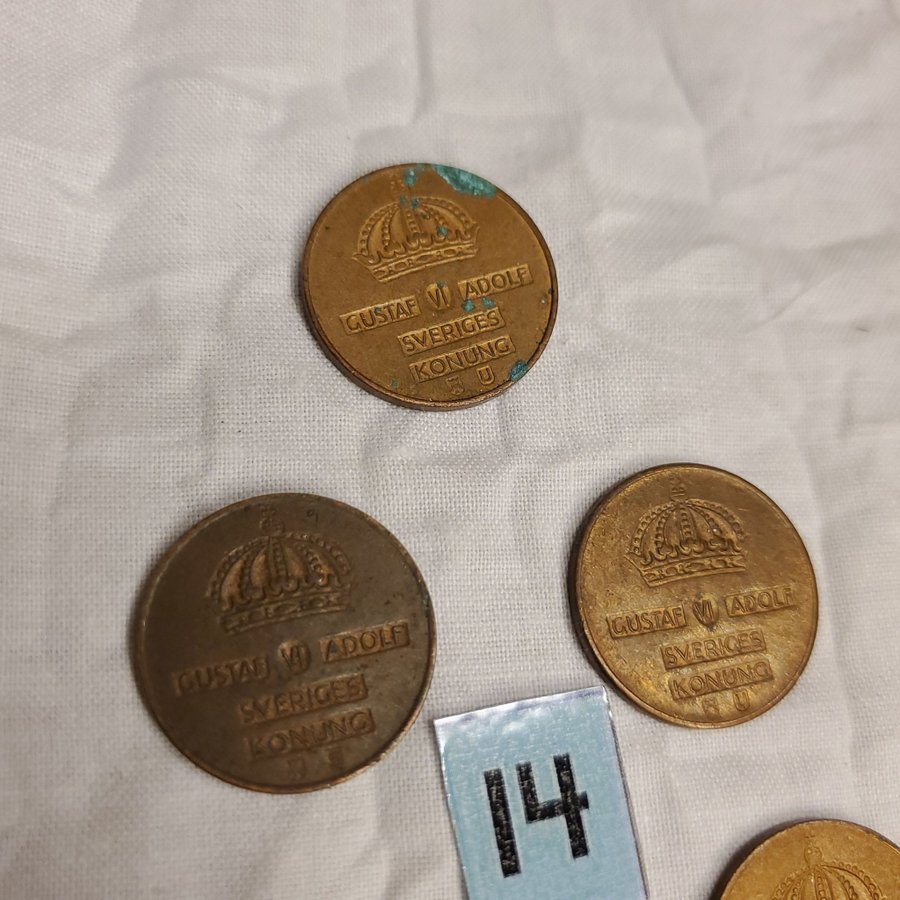 GUSTAF VI ADOLF
SVERIGES
KONUNG
U
GUSTAF VI ADOLF
SVERIGES
KONUNG
GUSTAF VI ADOLF
SVERIGES
KONUNG
U
14